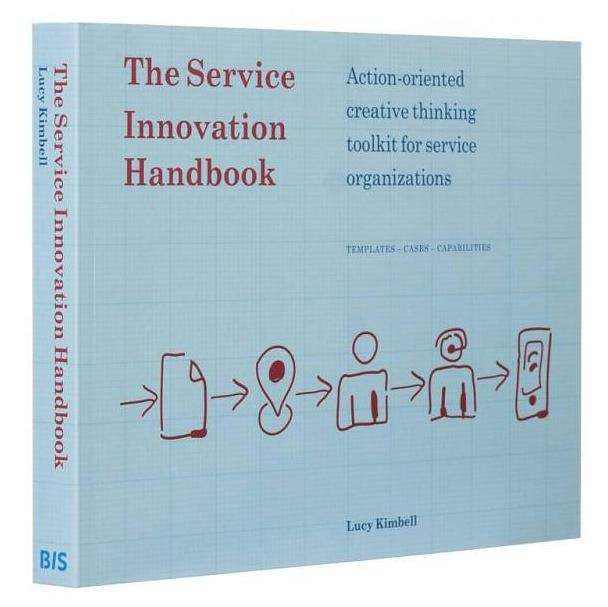 The Service
Innovation
Handbook
Action-oriented
creative thinking
toolkit for service
organizations
TEMPLATES – CASES – CAPABILITIES
Lucy Kimbell
The Service Innovation Handbook
Lucy Kimbell
BIS